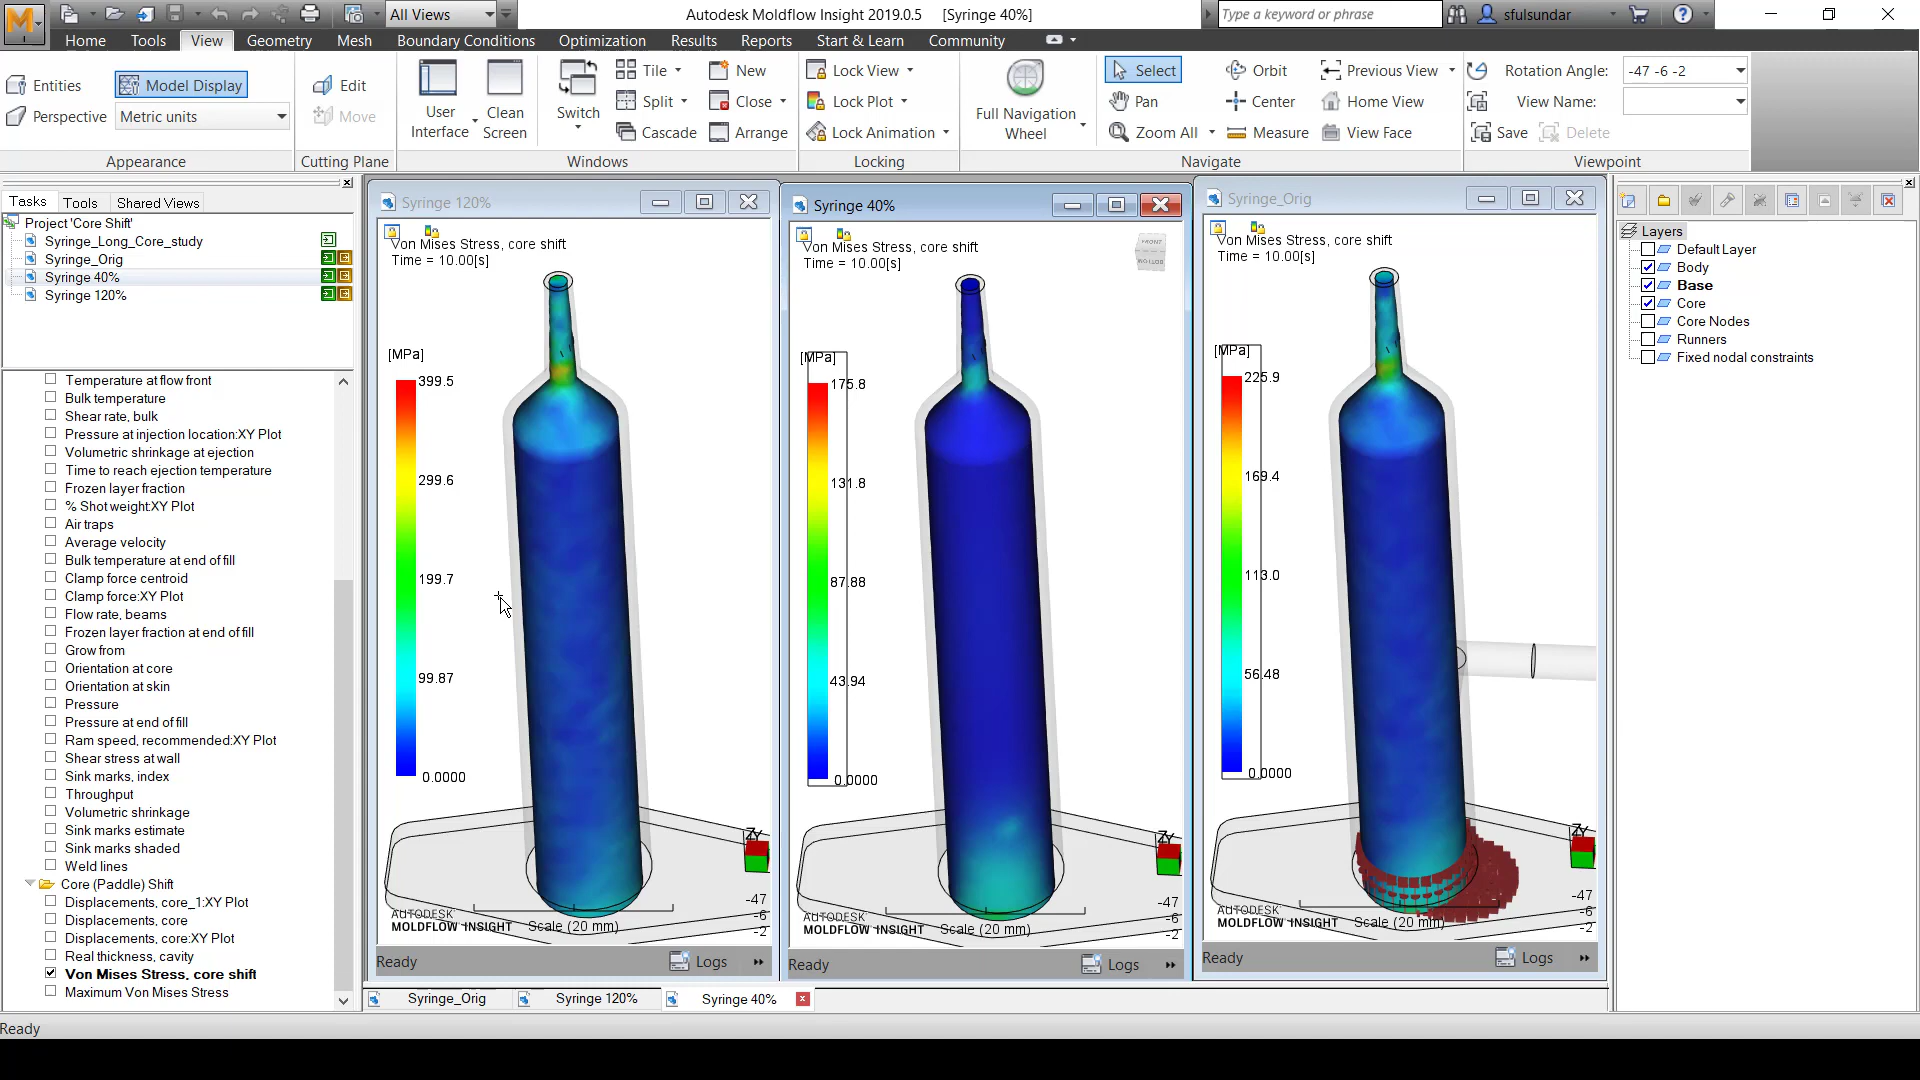 All Views
Autodesk Moldflow Insight 2019.0.5 [Syringe 40%]
Type a keyword or phrase
sfulsundar
Home
Tools
View
Geometry
Mesh
Boundary Conditions
Optimization
Results
Reports
Start & Learn
Community
Entities
Model Display
Perspective
Metric units
Appearance
Edit
Move
Cutting Plane
User Interface
Clean Screen
Switch
Tile
Split
Cascade
New
Close
Arrange
Windows
Lock View
Lock Plot
Lock Animation
Locking
Full Navigation Wheel
Select
Pan
Zoom All
Orbit
Center
Measure
Previous View
Home View
View Face
Navigate
Rotation Angle: -47 -6 -2
View Name:
Save
Delete
Viewpoint
Tasks
Tools
Shared Views
Project 'Core Shift'
Syringe_Long_Core_study
Syringe_Orig
Syringe 40%
Syringe 120%
Temperature at flow front
Bulk temperature
Shear rate, bulk
Pressure at injection location:XY Plot
Volumetric shrinkage at ejection
Time to reach ejection temperature
Frozen layer fraction
% Shot weight:XY Plot
Air traps
Average velocity
Bulk temperature at end of fill
Clamp force centroid
Clamp force:XY Plot
Flow rate, beams
Frozen layer fraction at end of fill
Grow from
Orientation at core
Orientation at skin
Pressure
Pressure at end of fill
Ram speed, recommended:XY Plot
Shear stress at wall
Sink marks, index
Throughput
Volumetric shrinkage
Sink marks estimate
Sink marks shaded
Weld lines
Core (Paddle) Shift
Displacements, core_1:XY Plot
Displacements, core
Displacements, core:XY Plot
Real thickness, cavity
Von Mises Stress, core shift
Maximum Von Mises Stress
Syringe 120%
Von Mises Stress, core shift
Time = 10.00[s]
[MPa]
399.5
299.6
199.7
99.87
0.0000
ZY
-47
-6
-2
AUTODESK
MOLDFLOW INSIGHT
Scale (20 mm)
Ready
Logs
Syringe 40%
Von Mises Stress, core shift
Time = 10.00[s]
FRONT
BOTTOM
[MPa]
175.8
131.8
87.88
43.94
0.0000
ZY
-47
-6
-2
AUTODESK
MOLDFLOW INSIGHT
Scale (20 mm)
Ready
Logs
Syringe_Orig
Von Mises Stress, core shift
Time = 10.00[s]
[MPa]
225.9
169.4
113.0
56.48
0.0000
ZY
-47
-6
-2
AUTODESK
MOLDFLOW INSIGHT
Scale (20 mm)
Ready
Logs
Syringe_Orig
Syringe 120%
Syringe 40%
Layers
Default Layer
Body
Base
Core
Core Nodes
Runners
Fixed nodal constraints
Ready